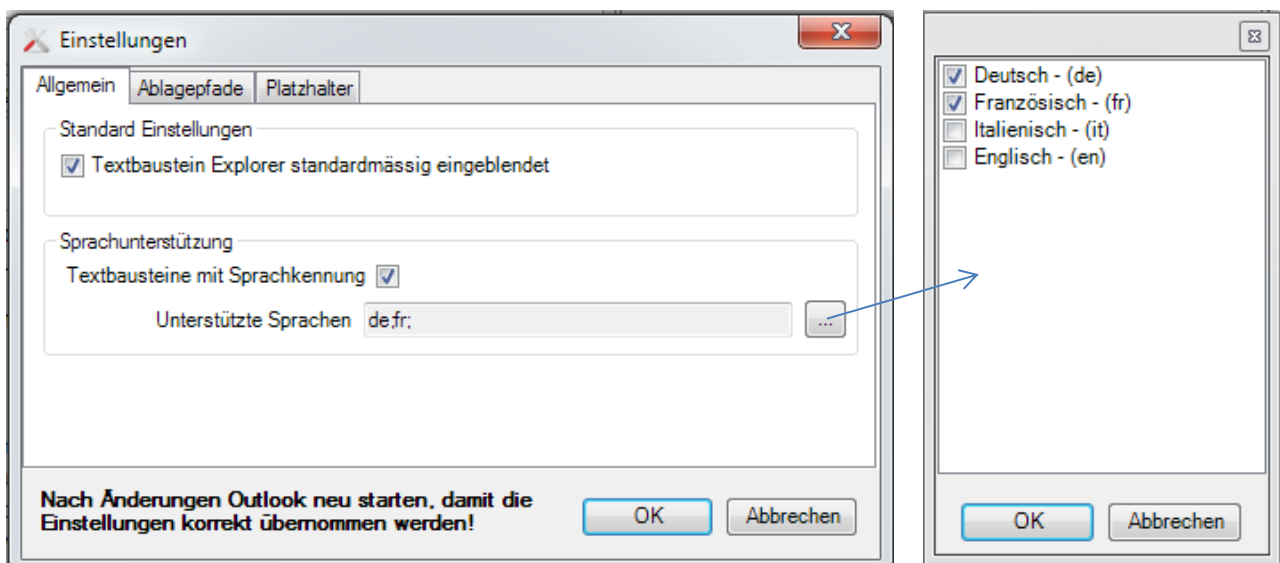 Einstellungen
Allgemein Ablagepfade Platzhalter
Standard Einstellungen
Textbaustein Explorer standardmässig eingeblendet
Sprachunterstützung
Textbausteine mit Sprachkennung
Unterstützte Sprachen de;fr; ...
Nach Änderungen Outlook neu starten, damit die
Einstellungen korrekt übernommen werden!
OK Abbrechen
Deutsch - (de)
Französisch - (fr)
Italienisch - (it)
Englisch - (en)
OK Abbrechen